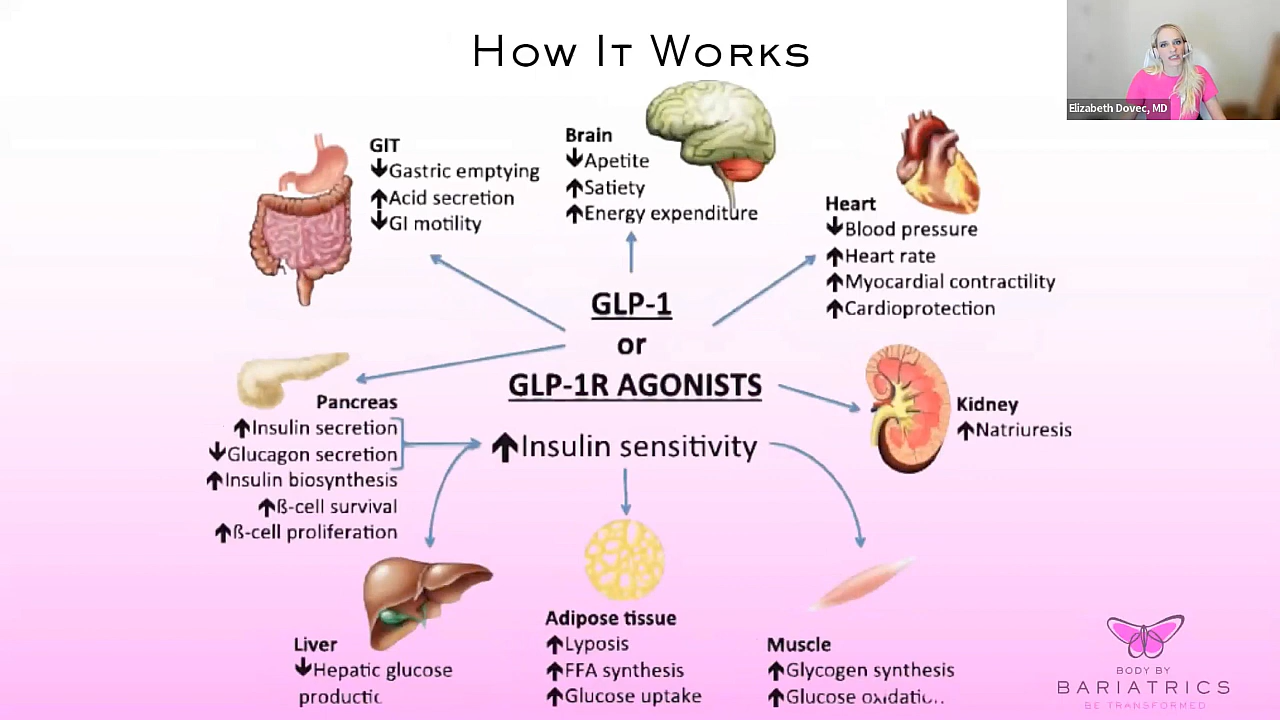 How It Works
Elizabeth Dovec, MD
GIT
↓Gastric emptying
↑Acid secretion
↓GI motility
Brain
↓Apetite
↑Satiety
↑Energy expenditure
Heart
↓Blood pressure
↑Heart rate
↑Myocardial contractility
↑Cardioprotection
GLP-1
or
GLP-1R AGONISTS
↑Insulin sensitivity
Pancreas
↑Insulin secretion
↓Glucagon secretion
↑Insulin biosynthesis
↑ß-cell survival
↑ß-cell proliferation
Kidney
↑Natriuresis
Liver
↓Hepatic glucose
Adipose tissue
↑Lyposis
↑FFA synthesis
↑Glucose uptake
Muscle
↑Glycogen synthesis
↑Glucose
BODY BY
BARIATRICS
BE TRANSFORMED